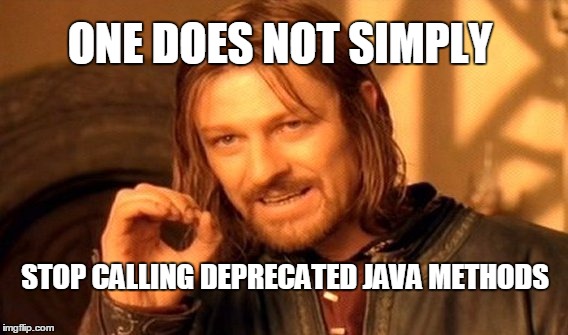 ONE DOES NOT SIMPLY
STOP CALLING DEPRECATED JAVA METHODS
imgflip.com